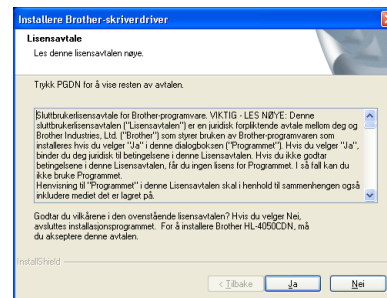 Installere Brother-skriverdriver
Lisensavtale
Les denne lisensavtalen nøye.
Trykk PGDN for å vise resten av avtalen.
Sluttbrukerlisensavtale for Brother-programvare. VIKTIG - LES NØYE: Denne
sluttbrukerlisensavtalen ("Lisensavtalen") er en juridisk forpliktende avtale mellom deg og
Brother Industries, Ltd. ("Brother") som styrer bruken av Brother-programvaren som
installeres hvis du velger "Ja" i denne dialogboksen ("Programmet"). Hvis du velger "Ja",
binder du deg juridisk til betingelsene i denne Lisensavtalen. Hvis du ikke godtar
betingelsene i denne Lisensavtalen, får du ingen lisens for Programmet. I så fall kan du
ikke bruke Programmet.
Henvisning til "Programmet" i denne Lisensavtalen skal i henhold til sammenhengen også
inkludere mediet det er lagret på.
Godtar du vilkårene i den ovenstående lisensavtalen? Hvis du velger Nei,
avsluttes installasjonsprogrammet. For å installere Brother HL-4050CDN, må
du akseptere denne avtalen.
InstallShield
< Tilbake
Ja
Nei